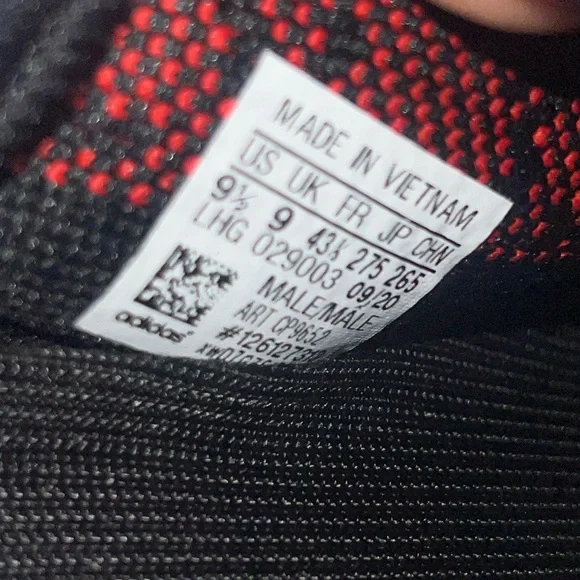 MADE IN VIETNAM
US UK FR JP CHN
9½ 9 43⅓ 275 265
LHG 029003 09/20
MALE/MALE
ART CP9652
adidas